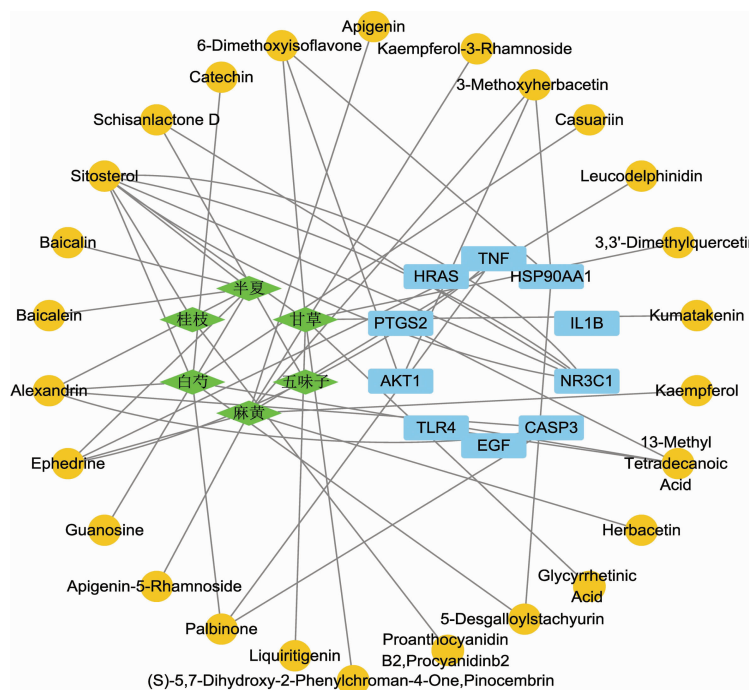 Apigenin
6-Dimethoxyisoflavone
Kaempferol-3-Rhamnoside
Catechin
3-Methoxyherbacetin
Schisanlactone D
Casuariin
Sitosterol
Leucodelphinidin
Baicalin
3,3'-Dimethylquercetin
TNF
HRAS
HSP90AA1
半夏
Baicalein
桂枝
甘草
PTGS2
IL1B
Kumatakenin
Alexandrin
白芍
五味子
AKT1
NR3C1
Kaempferol
麻黄
TLR4
CASP3
EGF
13-Methyl
Tetradecanoic
Acid
Ephedrine
Guanosine
Herbacetin
Apigenin-5-Rhamnoside
Glycyrrhetinic
Acid
Palbinone
5-Desgalloylstachyurin
Liquiritigenin
Proanthocyanidin
B2,Procyanidinb2
(S)-5,7-Dihydroxy-2-Phenylchroman-4-One,Pinocembrin